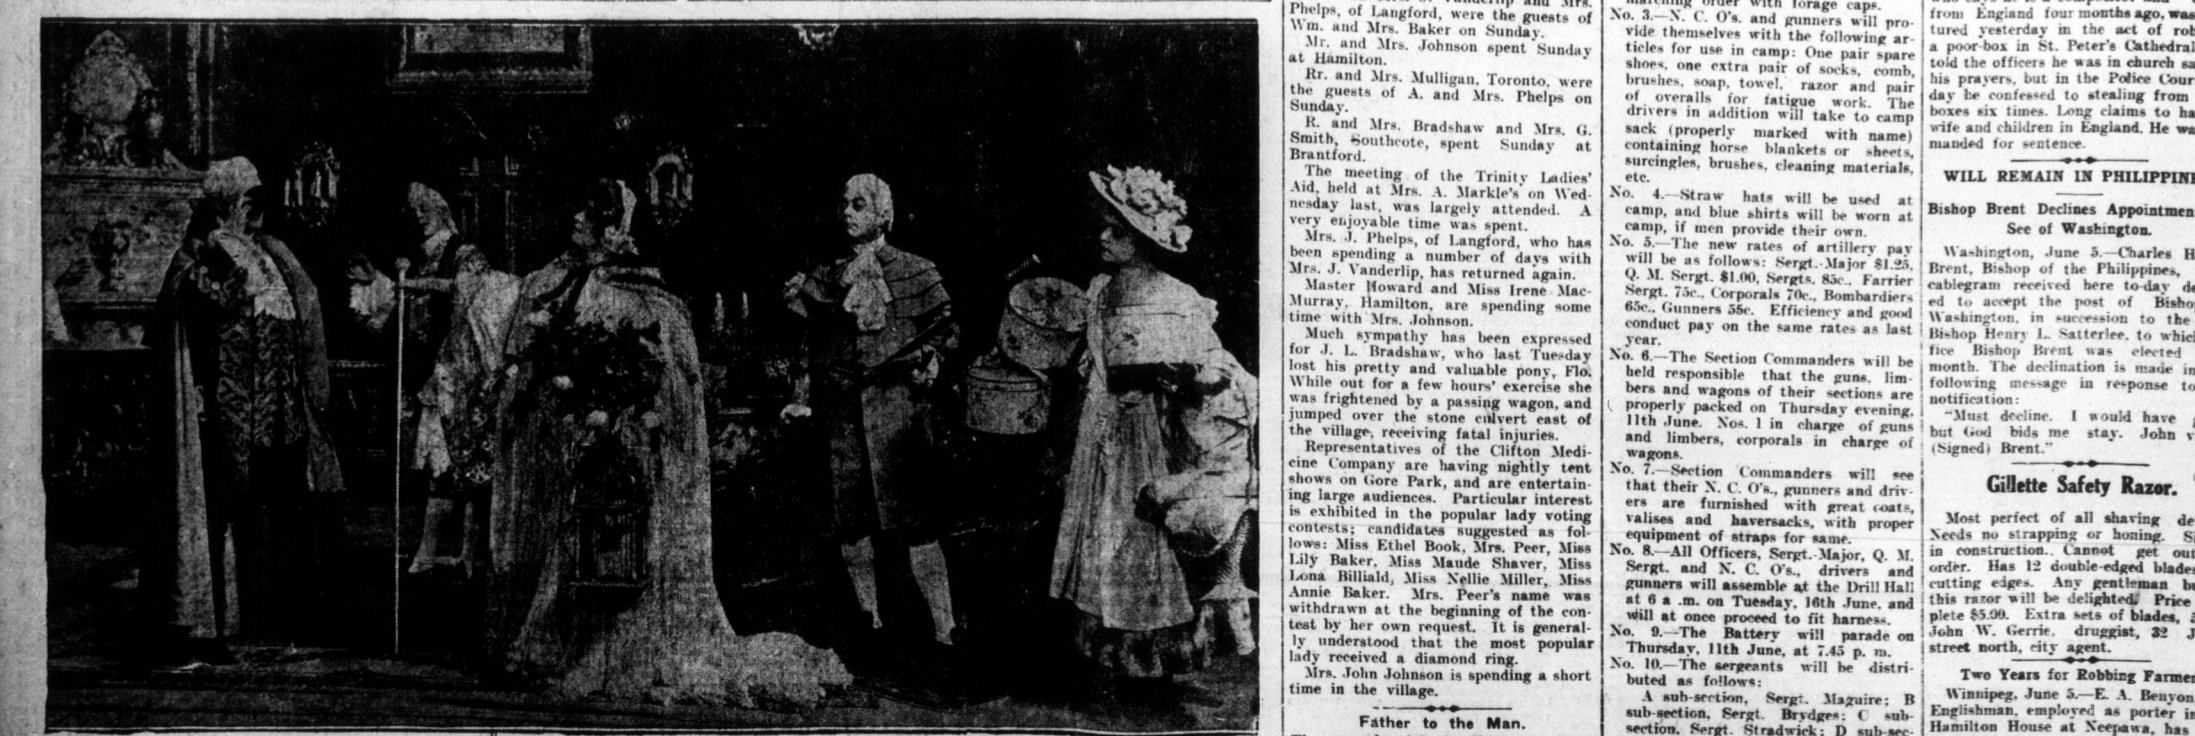 Phelps, of Langford, were the guests of
Wm. and Mrs. Baker on Sunday.
Mr. and Mrs. Johnson spent Sunday
at Hamilton.
Rr. and Mrs. Mulligan, Toronto, were
the guests of A. and Mrs. Phelps on
Sunday.
R. and Mrs. Bradshaw and Mrs. G.
Smith, Southcote, spent Sunday at
Brantford.
The meeting of the Trinity Ladies'
Aid, held at Mrs. A. Markle's on Wed-
nesday last, was largely attended. A
very enjoyable time was spent.
Mrs. J. Phelps, of Langford, who has
been spending a number of days with
Mrs. J. Vanderlip, has returned again.
Master Howard and Miss Irene Mac-
Murray, Hamilton, are spending some
time with Mrs. Johnson.
Much sympathy has been expressed
for J. L. Bradshaw, who last Tuesday
lost his pretty and valuable pony, Flo.
While out for a few hours' exercise she
was frightened by a passing wagon, and
jumped over the stone culvert east of
the village, receiving fatal injuries.
Representatives of the Clifton Medi-
cine Company are having nightly tent
shows on Gore Park, and are entertain-
ing large audiences. Particular interest
is exhibited in the popular lady voting
contests; candidates suggested as fol-
lows: Miss Ethel Book, Mrs. Peer, Miss
Lily Baker, Miss Maude Shaver, Miss
Lona Billiald, Miss Nellie Miller, Miss
Annie Baker. Mrs. Peer's name was
withdrawn at the beginning of the con-
test by her own request. It is general-
ly understood that the most popular
lady received a diamond ring.
Mrs. John Johnson is spending a short
time in the village.
Father to the Man.
marching order with forage caps.
No. 3.—N. C. O's. and gunners will pro-
vide themselves with the following ar-
ticles for use in camp: One pair spare
shoes, one extra pair of socks, comb,
brushes, soap, towel, razor and pair
of overalls for fatigue work. The
drivers in addition will take to camp
sack (properly marked with name)
containing horse blankets or sheets,
surcingles, brushes, cleaning materials,
etc.
No. 4.—Straw hats will be used at
camp, and blue shirts will be worn at
camp, if men provide their own.
No. 5.—The new rates of artillery pay
will be as follows: Sergt.-Major $1.25,
Q. M. Sergt. $1.00, Sergts. 85c., Farrier
Sergt. 75c., Corporals 70c., Bombardiers
65c., Gunners 55c. Efficiency and good
conduct pay on the same rates as last
year.
No. 6.—The Section Commanders will be
held responsible that the guns, lim-
bers and wagons of their sections are
properly packed on Thursday evening,
11th June. Nos. 1 in charge of guns
and limbers, corporals in charge of
wagons.
No. 7.—Section Commanders will see
that their N. C. O's., gunners and driv-
ers are furnished with great coats,
valises and haversacks, with proper
equipment of straps for same.
No. 8.—All Officers, Sergt.-Major, Q. M.
Sergt. and N. C. O's., drivers and
gunners will assemble at the Drill Hall
at 6 a .m. on Tuesday, 16th June, and
will at once proceed to fit harness.
No. 9.—The Battery will parade on
Thursday, 11th June, at 7.45 p. m.
No. 10.—The sergeants will be distri-
buted as follows:
A sub-section, Sergt. Maguire; B
sub-section, Sergt. Brydges; C sub-
section, Sergt. Stradwick; D sub-sec-
from England four months ago, was
tured yesterday in the act of rob
a poor-box in St. Peter's Cathedral
told the officers he was in church sa
his prayers, but in the Police Cour
day he confessed to stealing from
boxes six times. Long claims to ha
wife and children in England. He wa
manded for sentence.
WILL REMAIN IN PHILIPPINE
Bishop Brent Declines Appointmen
See of Washington.
Washington, June 5.—Charles H
Brent, Bishop of the Philippines,
cablegram received here to-day de
ed to accept the post of Bisho
Washington, in succession to the
Bishop Henry L. Satterlee, to which
fice Bishop Brent was elected
month. The declination is made in
following message in response to
notification:
"Must decline. I would have
but God bids me stay. John v
(Signed) Brent."
Gillette Safety Razor.
Most perfect of all shaving de
Needs no strapping or honing. Si
in construction. Cannot get out
order. Has 12 double-edged blades
cutting edges. Any gentleman bu
this razor will be delighted. Price
plete $5.00. Extra sets of blades,
John W. Gerrie, druggist, 32 J
street north, city agent.
Two Years for Robbing Farmer
Winnipeg, June 5.—E. A. Benyon
Englishman, employed as porter in
Hamilton House at Neepawa, has